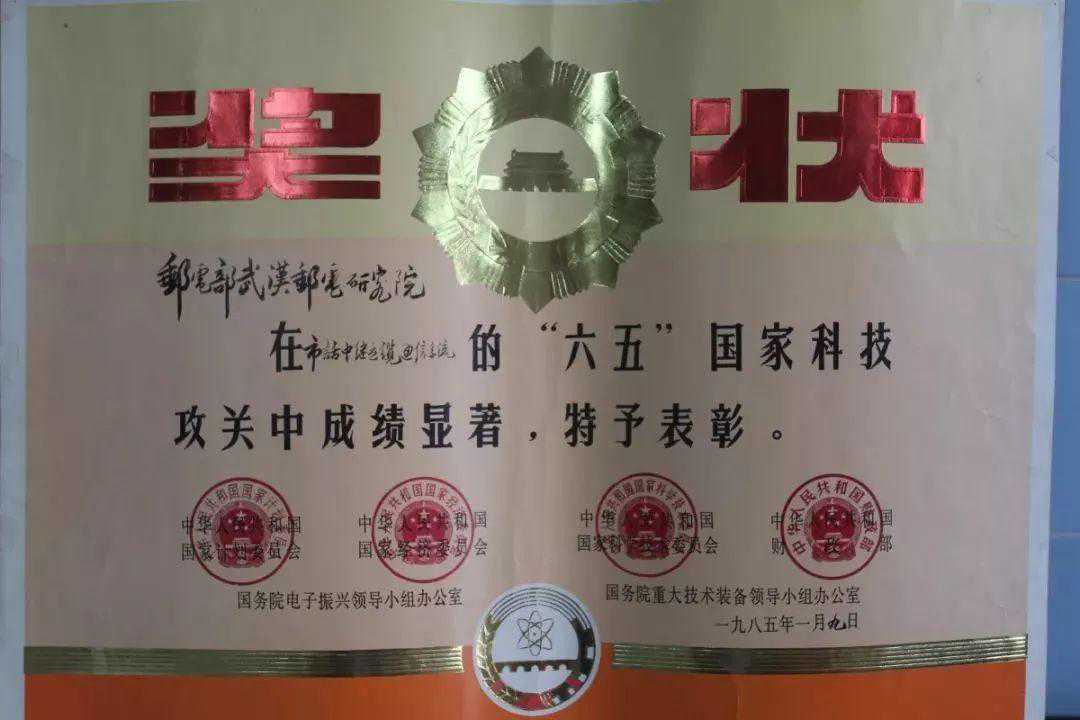 奖状
郵電部武漢郵電研究院
在市話中继光缆通信系统的“六五”国家科技
攻关中成绩显著，特予表彰。
中华人民共和国
国家计划委员会
中华人民共和国
国家经济委员会
中华人民共和国
国家科学技术委员会
中华人民共和国
财政部
国务院电子振兴领导小组办公室
国务院重大技术装备领导小组办公室
一九八五年一月九日